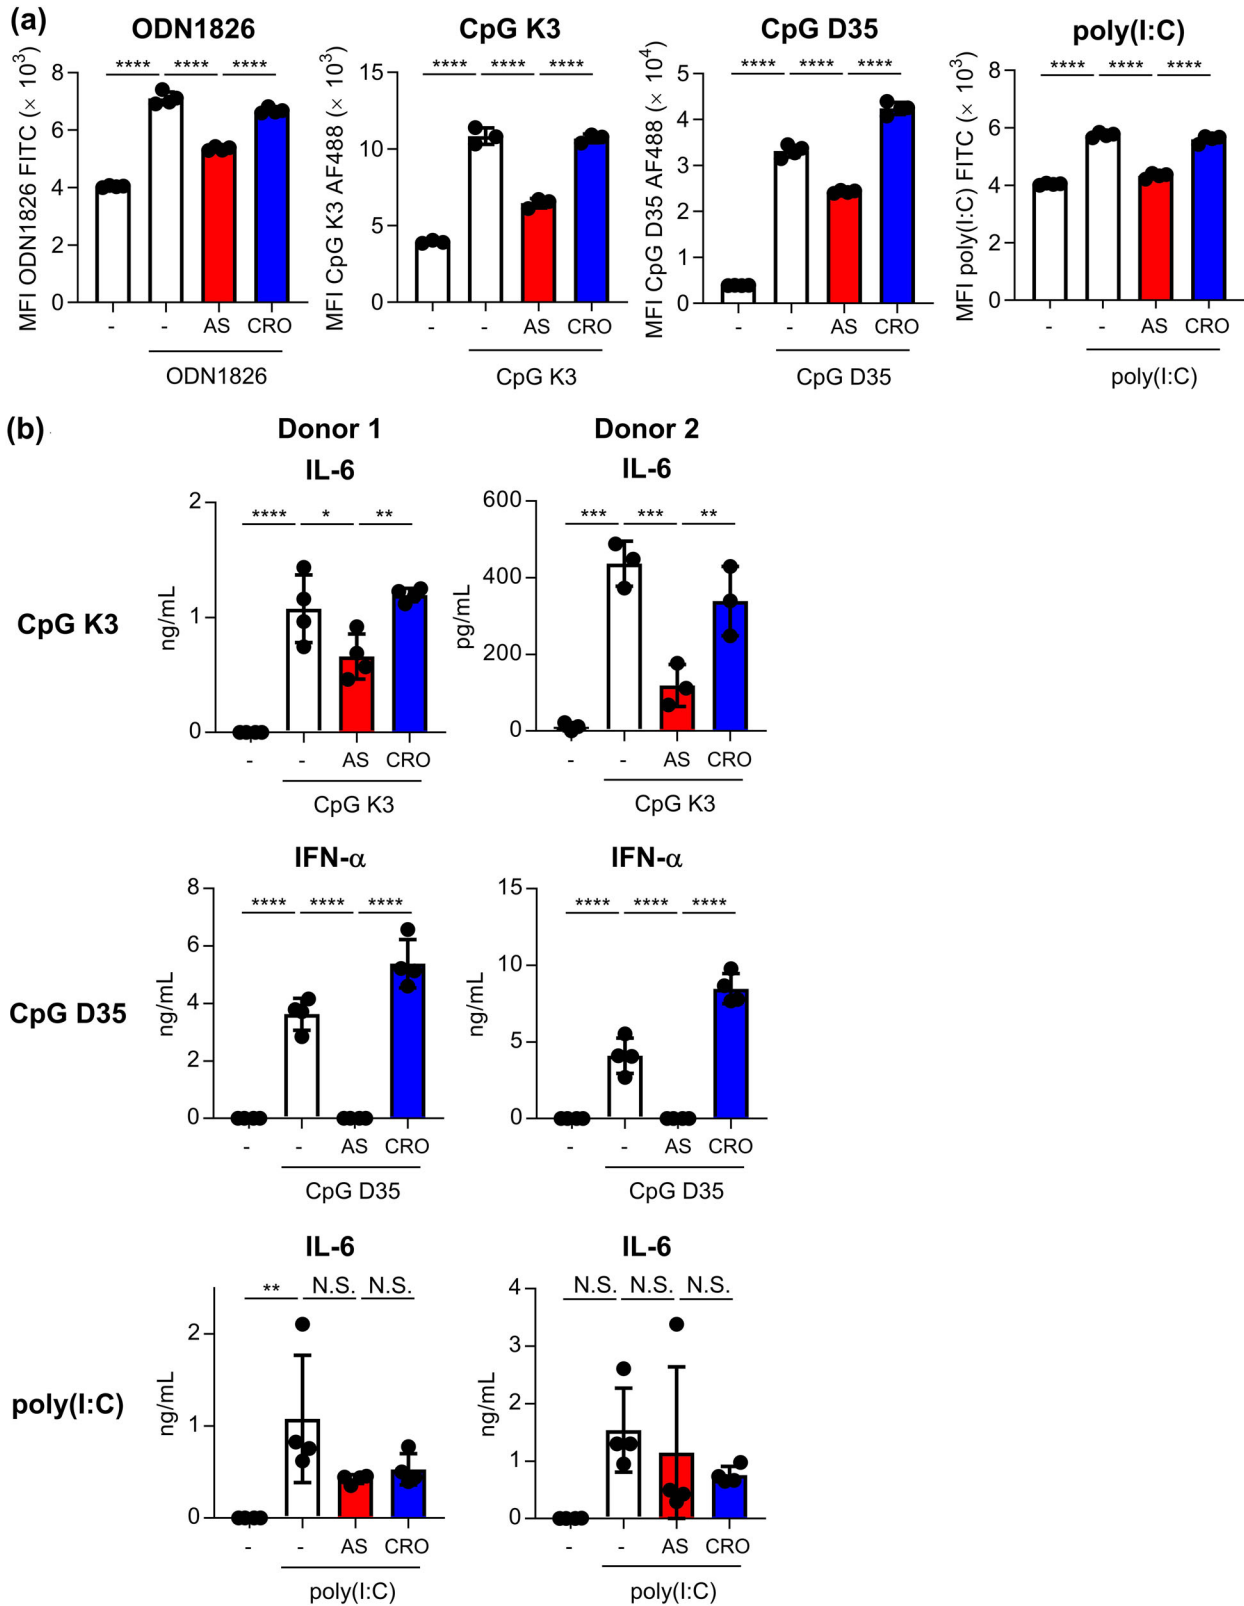 (a)
ODN1826
MFI ODN1826 FITC (× 10³)
8
6
4
2
0
**** **** ****
- - AS CRO
ODN1826
CpG K3
MFI CpG K3 AF488 (× 10³)
15
10
5
0
**** **** ****
- - AS CRO
CpG K3
CpG D35
MFI CpG D35 AF488 (× 10⁴)
5
4
3
2
1
0
**** **** ****
- - AS CRO
CpG D35
poly(I:C)
MFI poly(I:C) FITC (× 10³)
8
6
4
2
0
**** **** ****
- - AS CRO
poly(I:C)
(b)
Donor 1
Donor 2
CpG K3
IL-6
ng/mL
2
1
0
**** * **
- - AS CRO
CpG K3
IL-6
pg/mL
600
400
200
0
*** *** **
- - AS CRO
CpG K3
CpG D35
IFN-α
ng/mL
8
6
4
2
0
**** **** ****
- - AS CRO
CpG D35
IFN-α
ng/mL
15
10
5
0
**** **** ****
- - AS CRO
CpG D35
poly(I:C)
IL-6
ng/mL
2
1
0
** N.S. N.S.
- - AS CRO
poly(I:C)
IL-6
ng/mL
4
3
2
1
0
N.S. N.S. N.S.
- - AS CRO
poly(I:C)